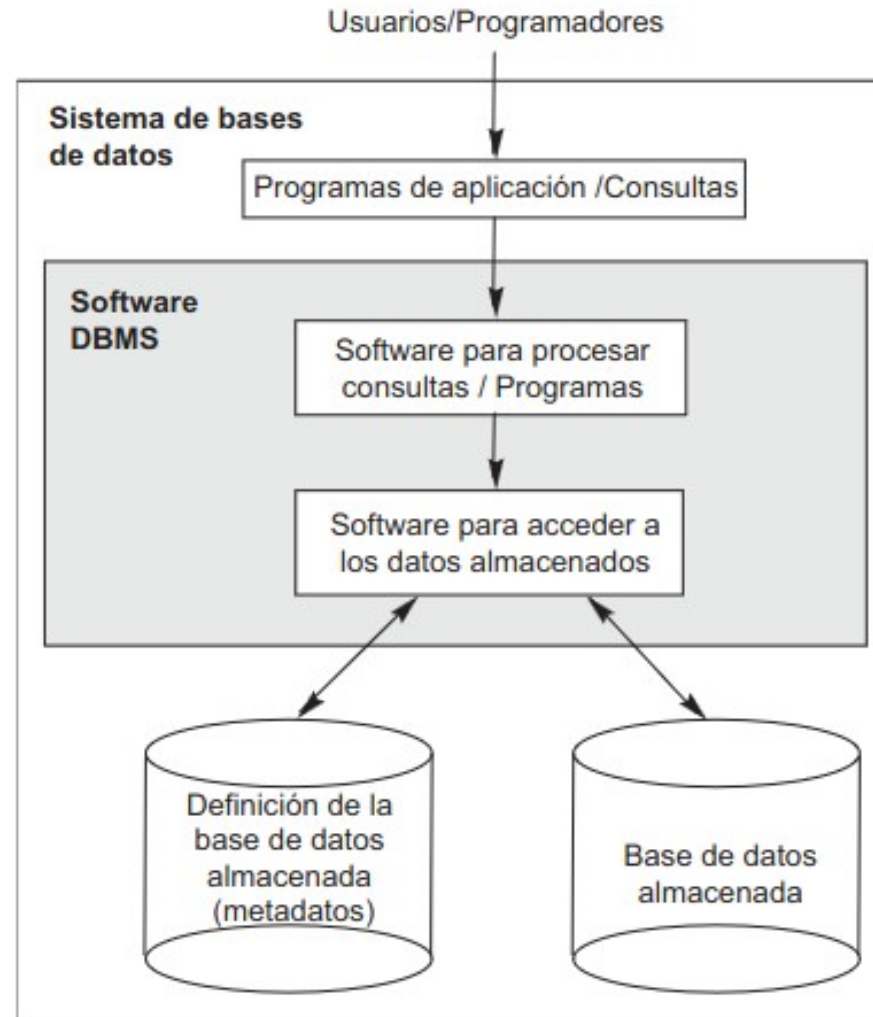 Usuarios/Programadores
Sistema de bases
de datos
Programas de aplicación /Consultas
Software
DBMS
Software para procesar
consultas / Programas
Software para acceder a
los datos almacenados
Definición de la
base de datos
almacenada
(metadatos)
Base de datos
almacenada